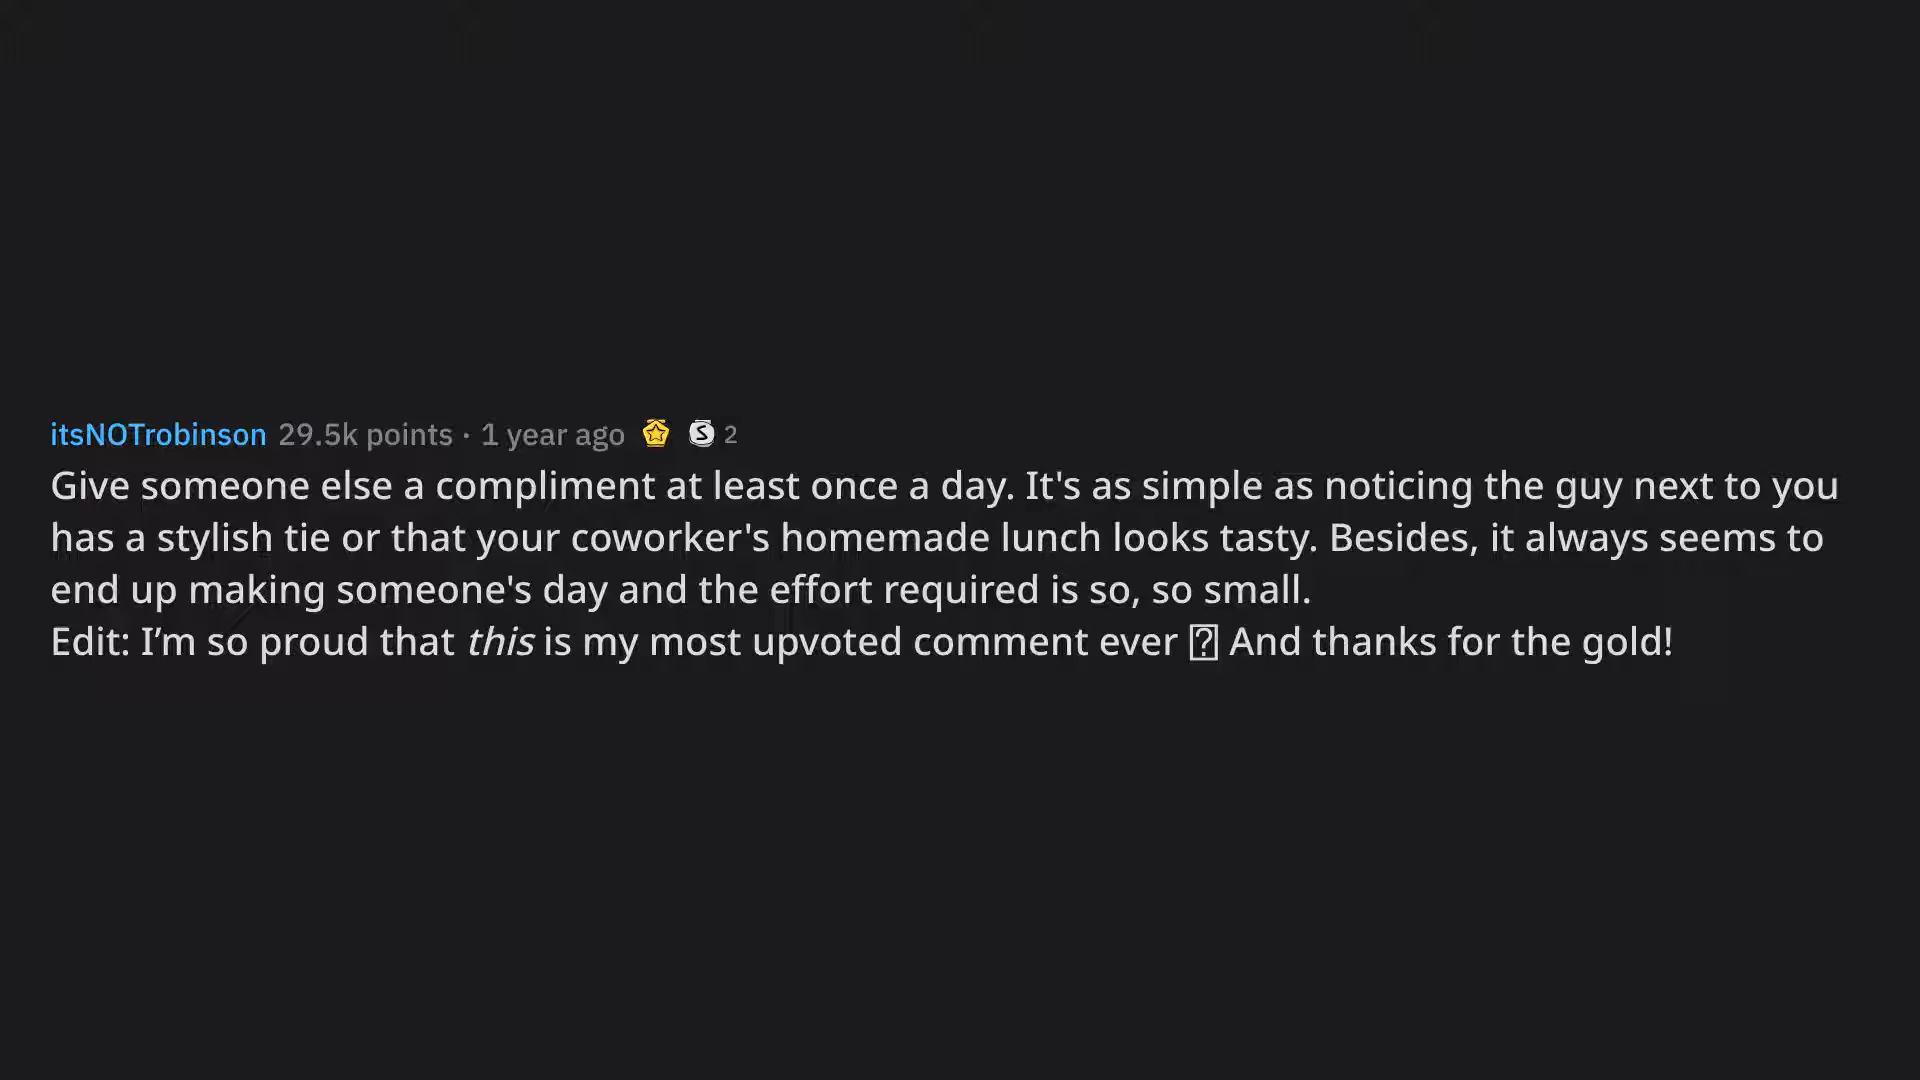 itsNOTrobinson 29.5k points · 1 year ago S 2
Give someone else a compliment at least once a day. It's as simple as noticing the guy next to you
has a stylish tie or that your coworker's homemade lunch looks tasty. Besides, it always seems to
end up making someone's day and the effort required is so, so small.
Edit: I’m so proud that this is my most upvoted comment ever ⍰ And thanks for the gold!